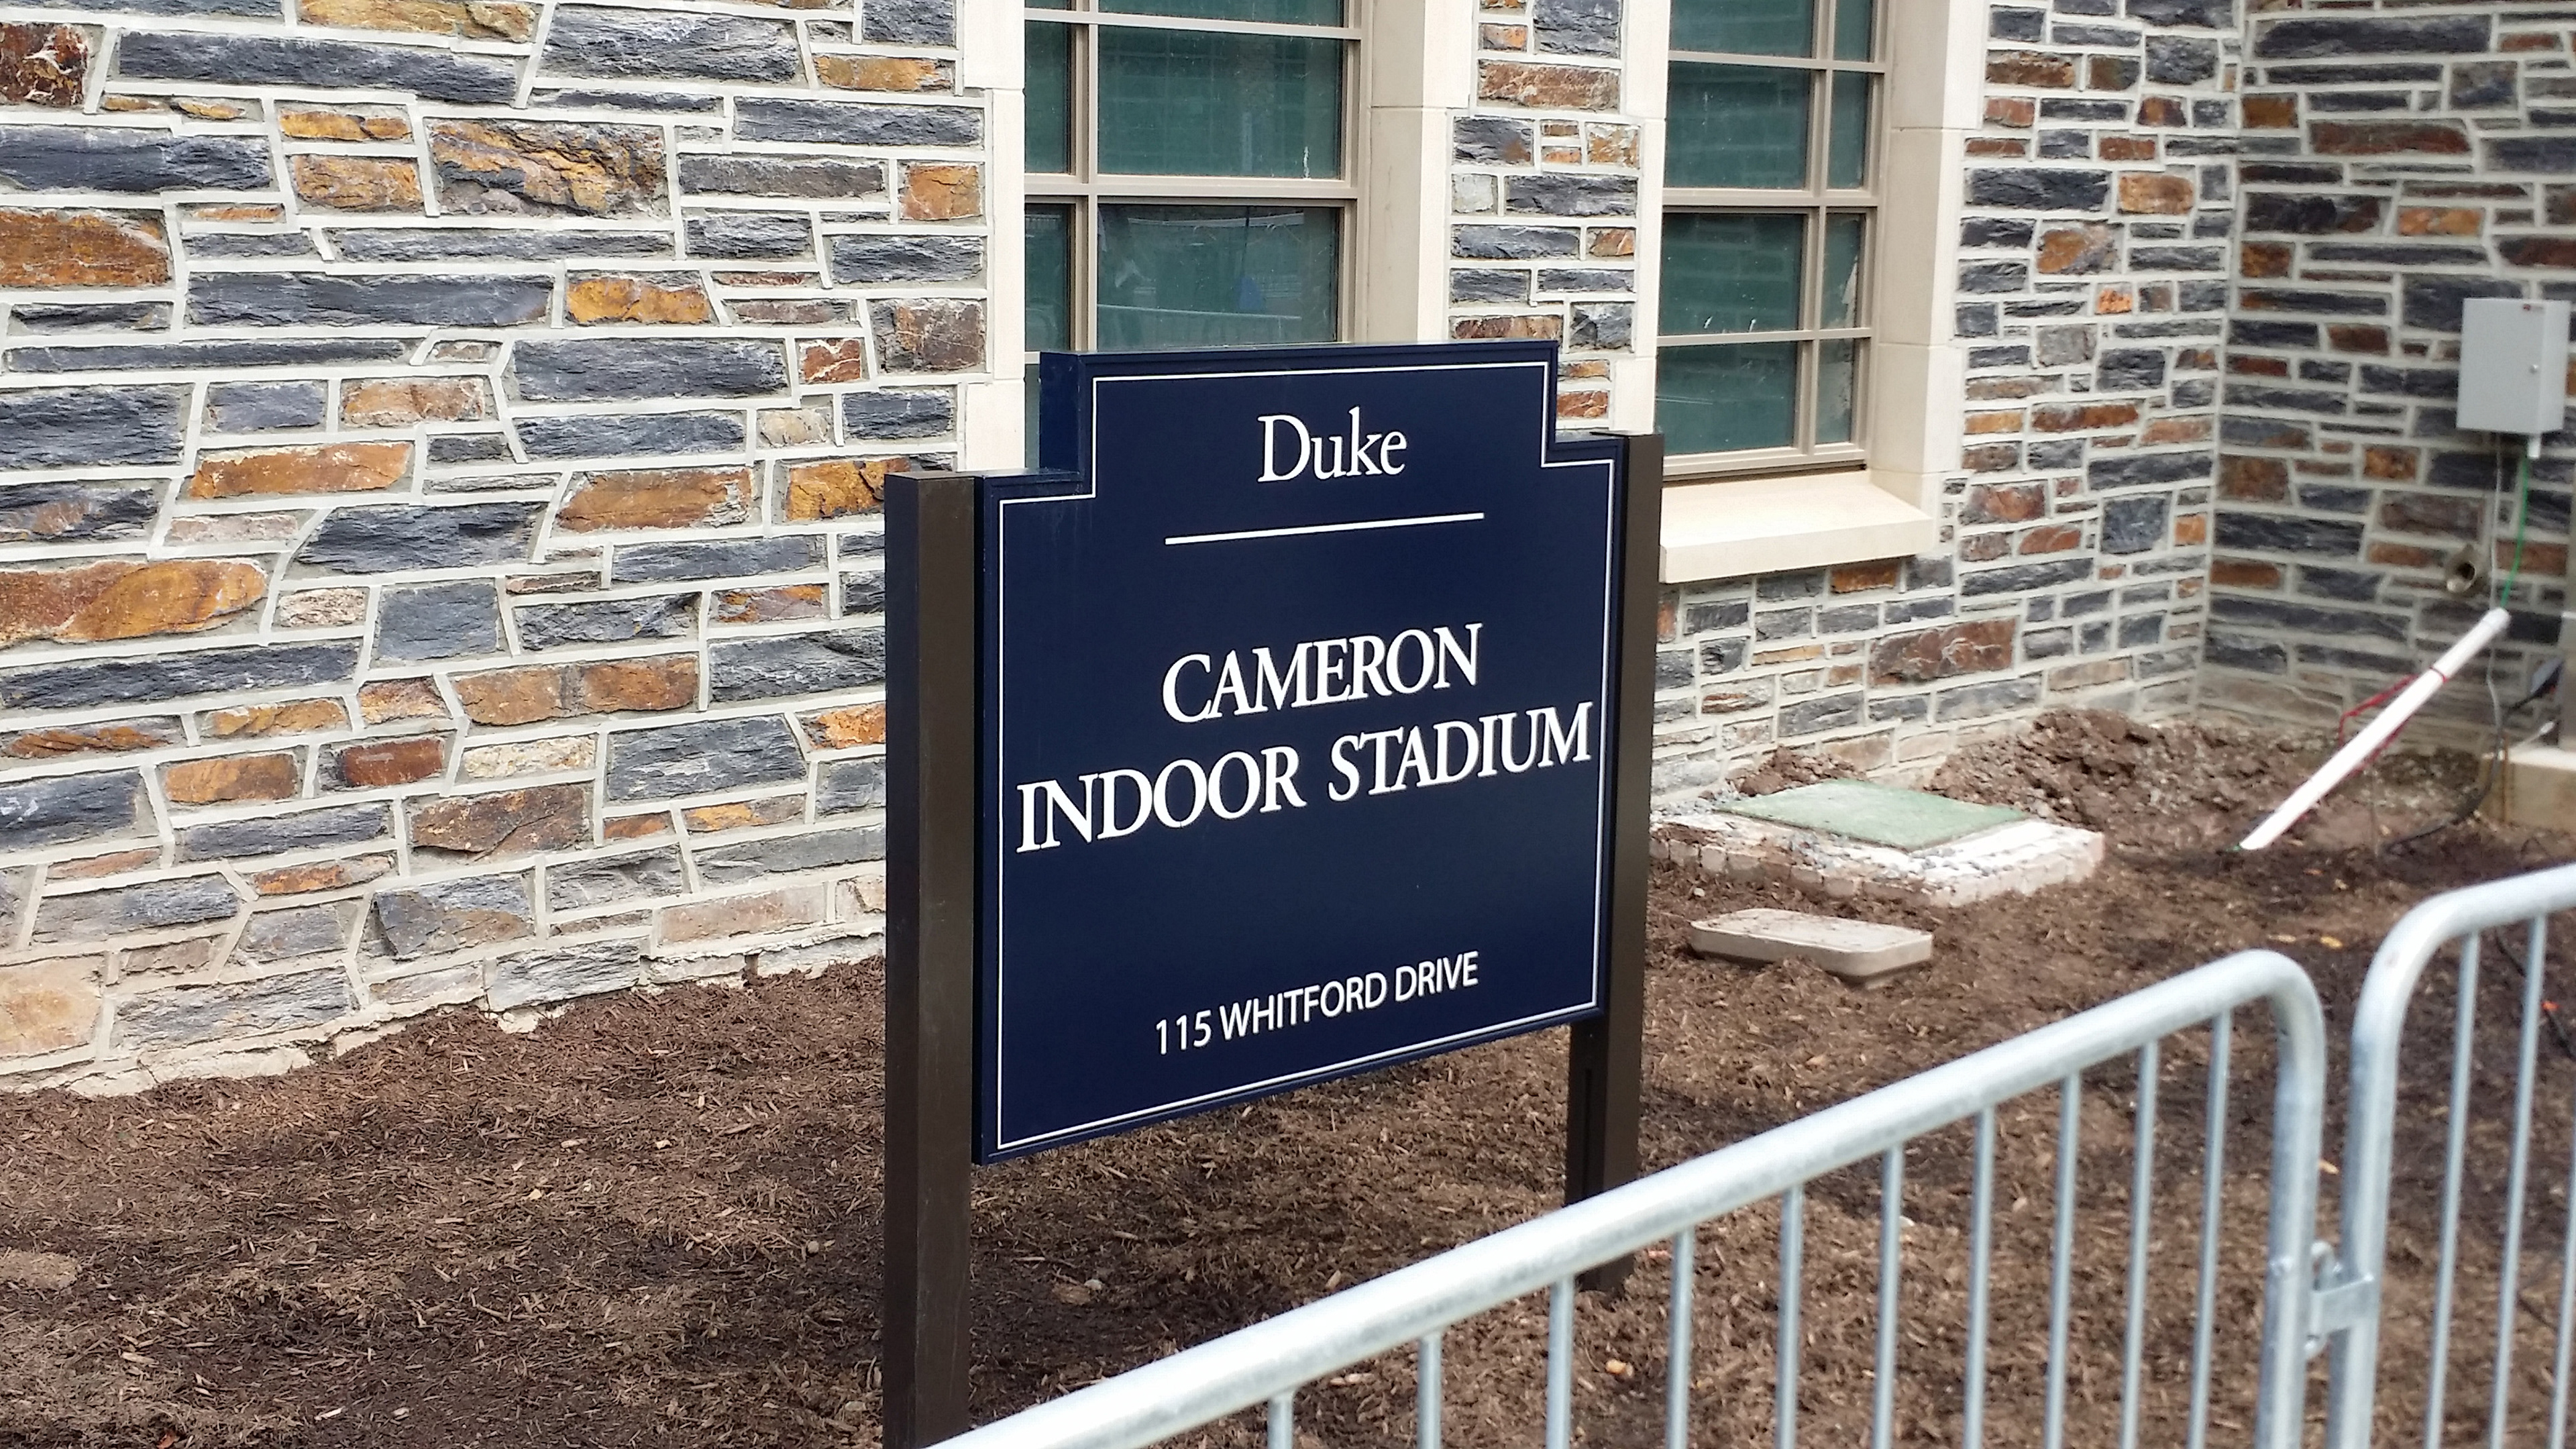 Duke
CAMERON
INDOOR STADIUM
115 WHITFORD DRIVE